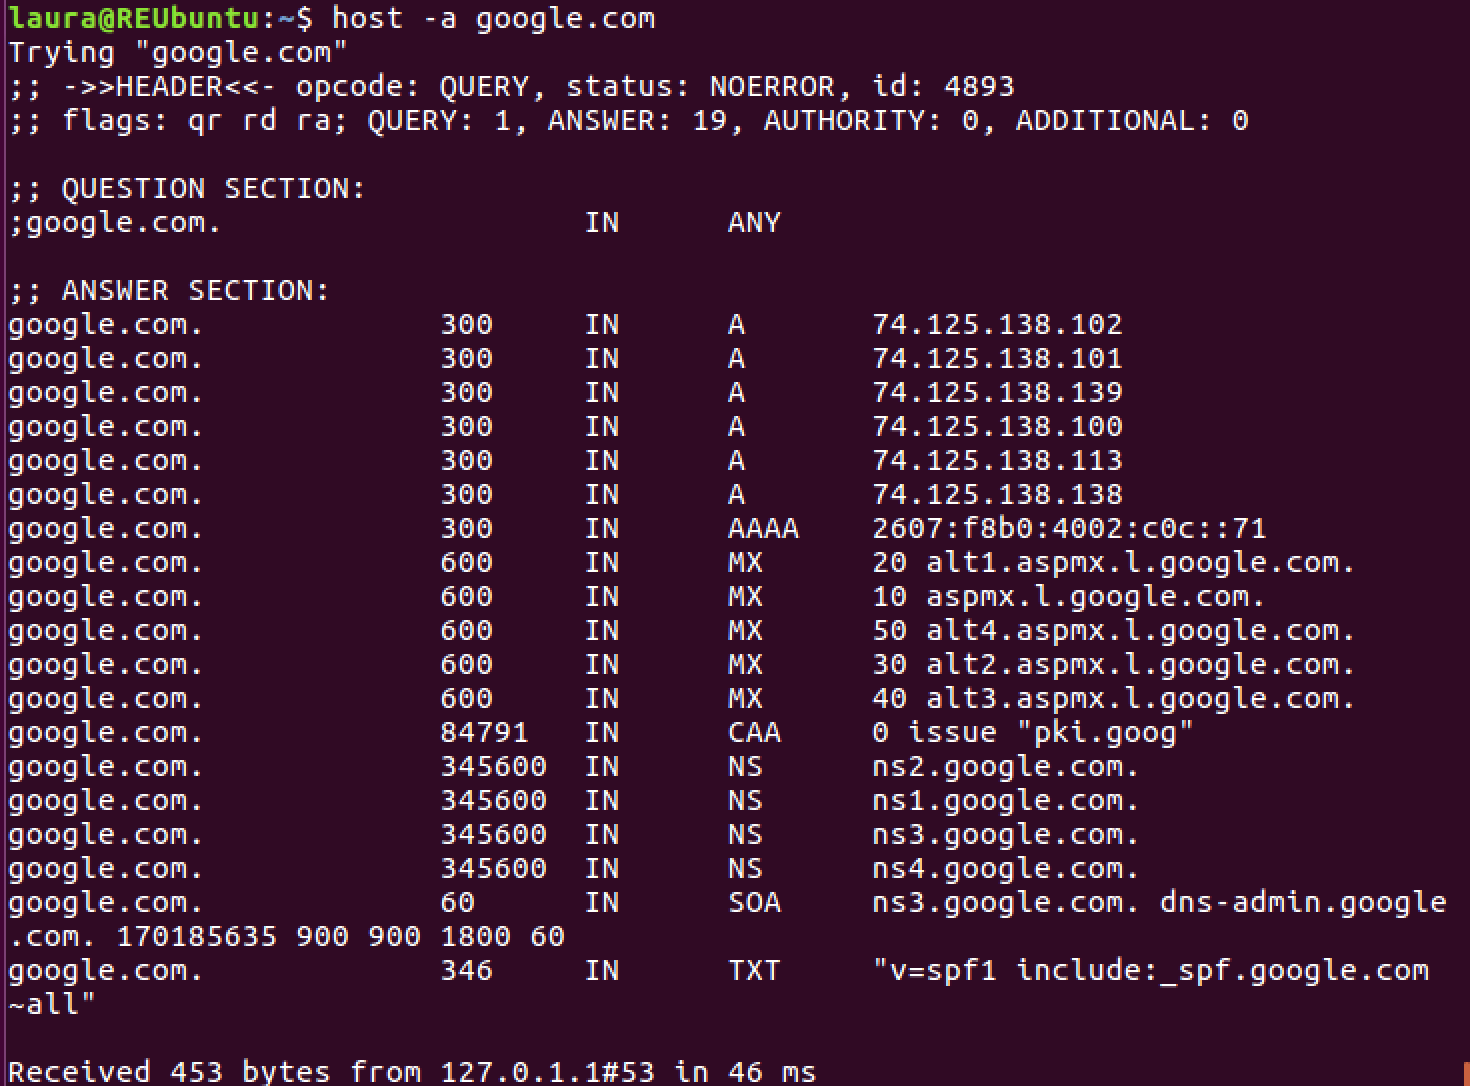 laura@REUbuntu:~$ host -a google.com
Trying "google.com"
;; ->>HEADER<<- opcode: QUERY, status: NOERROR, id: 4893
;; flags: qr rd ra; QUERY: 1, ANSWER: 19, AUTHORITY: 0, ADDITIONAL: 0
;; QUESTION SECTION:
;google.com. IN ANY
;; ANSWER SECTION:
google.com. 300 IN A 74.125.138.102
google.com. 300 IN A 74.125.138.101
google.com. 300 IN A 74.125.138.139
google.com. 300 IN A 74.125.138.100
google.com. 300 IN A 74.125.138.113
google.com. 300 IN A 74.125.138.138
google.com. 300 IN AAAA 2607:f8b0:4002:c0c::71
google.com. 600 IN MX 20 alt1.aspmx.l.google.com.
google.com. 600 IN MX 10 aspmx.l.google.com.
google.com. 600 IN MX 50 alt4.aspmx.l.google.com.
google.com. 600 IN MX 30 alt2.aspmx.l.google.com.
google.com. 600 IN MX 40 alt3.aspmx.l.google.com.
google.com. 84791 IN CAA 0 issue "pki.goog"
google.com. 345600 IN NS ns2.google.com.
google.com. 345600 IN NS ns1.google.com.
google.com. 345600 IN NS ns3.google.com.
google.com. 345600 IN NS ns4.google.com.
google.com. 60 IN SOA ns3.google.com. dns-admin.google
.com. 170185635 900 900 1800 60
google.com. 346 IN TXT "v=spf1 include:_spf.google.com
~all"
Received 453 bytes from 127.0.1.1#53 in 46 ms